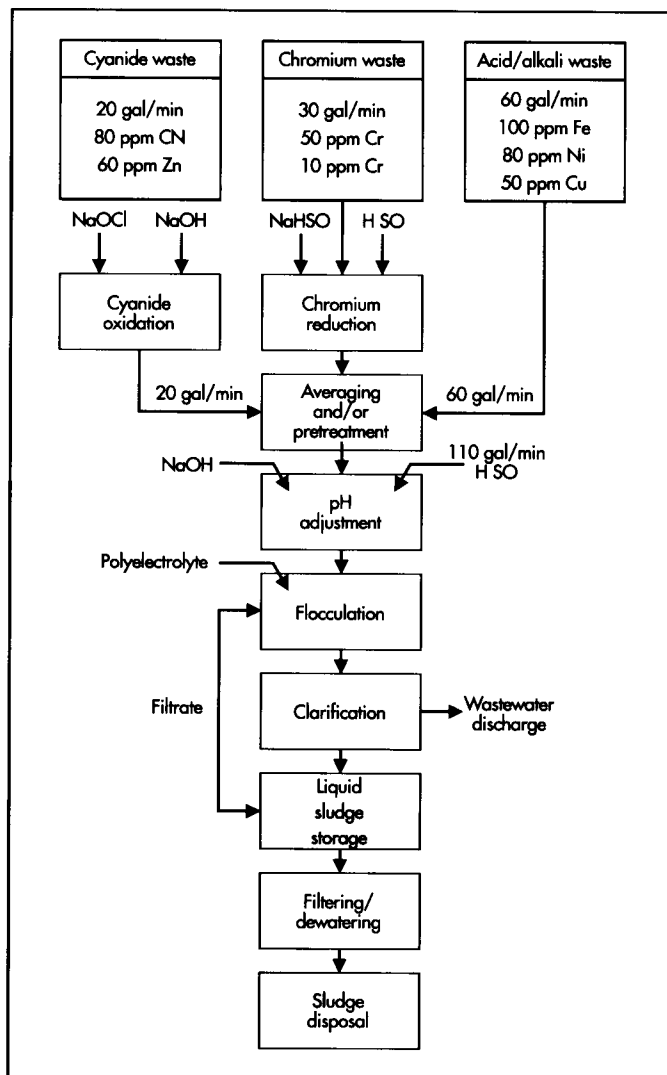 Cyanide waste
20 gal/min
80 ppm CN
60 ppm Zn
Chromium waste
30 gal/min
50 ppm Cr
10 ppm Cr
Acid/alkali waste
60 gal/min
100 ppm Fe
80 ppm Ni
50 ppm Cu
NaOCl
NaOH
NaHSO
H SO
Cyanide
oxidation
Chromium
reduction
20 gal/min
Averaging
and/or
pretreatment
60 gal/min
NaOH
110 gal/min
H SO
pH
adjustment
Polyelectrolyte
Flocculation
Filtrate
Clarification
Wastewater
discharge
Liquid
sludge
storage
Filtering/
dewatering
Sludge
disposal